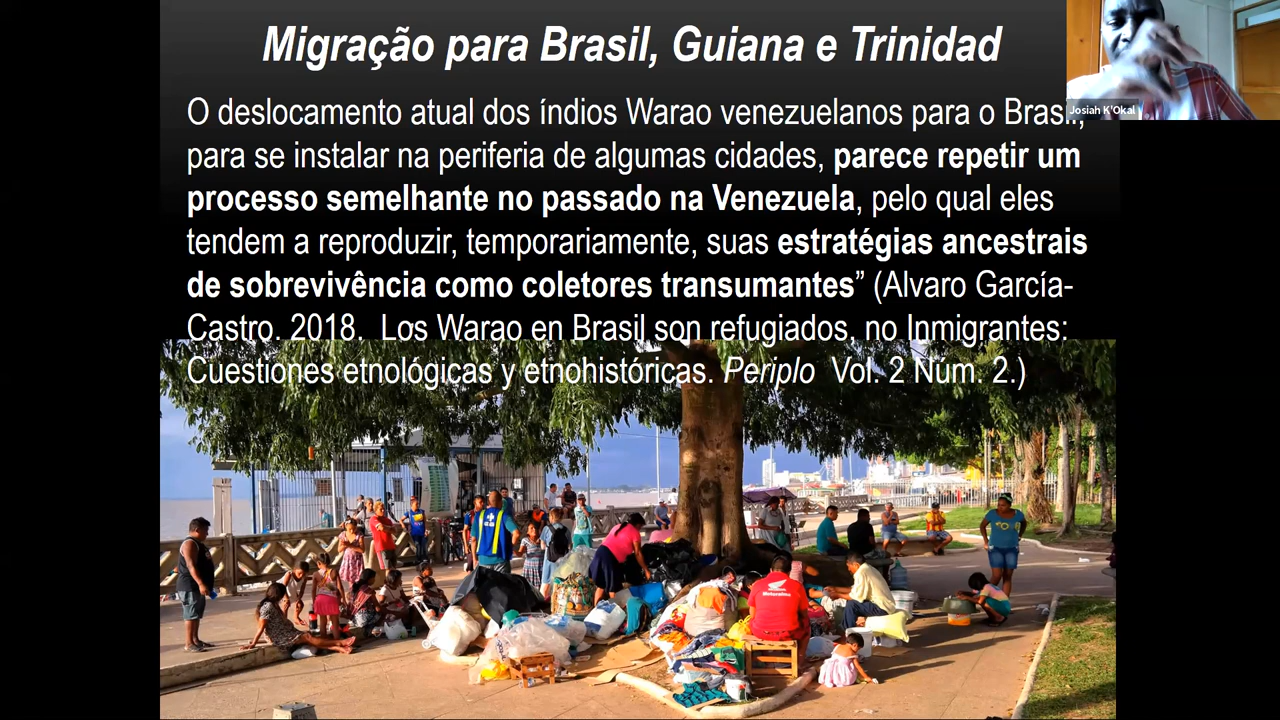 Migração para Brasil, Guiana e Trinidad
Josiah K'Okal
O deslocamento atual dos índios Warao venezuelanos para o Brasil,
para se instalar na periferia de algumas cidades, parece repetir um
processo semelhante no passado na Venezuela, pelo qual eles
tendem a reproduzir, temporariamente, suas estratégias ancestrais
de sobrevivência como coletores transumantes” (Alvaro García-
Castro. 2018. Los Warao en Brasil son refugiados, no Inmigrantes:
Cuestiones etnológicas y etnohistóricas. Periplo Vol. 2 Núm. 2.)